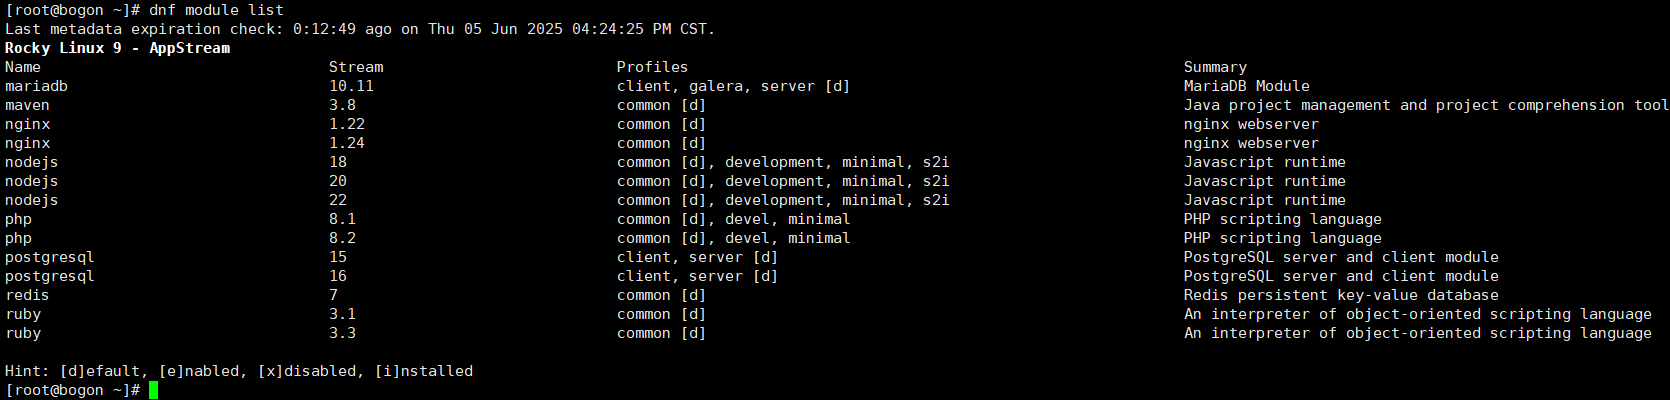 [root@bogon ~]# dnf module list
Last metadata expiration check: 0:12:49 ago on Thu 05 Jun 2025 04:24:25 PM CST.
Rocky Linux 9 - AppStream
Name Stream Profiles Summary
mariadb 10.11 client, galera, server [d] MariaDB Module
maven 3.8 common [d] Java project management and project comprehension tool
nginx 1.22 common [d] nginx webserver
nginx 1.24 common [d] nginx webserver
nodejs 18 common [d], development, minimal, s2i Javascript runtime
nodejs 20 common [d], development, minimal, s2i Javascript runtime
nodejs 22 common [d], development, minimal, s2i Javascript runtime
php 8.1 common [d], devel, minimal PHP scripting language
php 8.2 common [d], devel, minimal PHP scripting language
postgresql 15 client, server [d] PostgreSQL server and client module
postgresql 16 client, server [d] PostgreSQL server and client module
redis 7 common [d] Redis persistent key-value database
ruby 3.1 common [d] An interpreter of object-oriented scripting language
ruby 3.3 common [d] An interpreter of object-oriented scripting language
Hint: [d]efault, [e]nabled, [x]disabled, [i]nstalled
[root@bogon ~]#